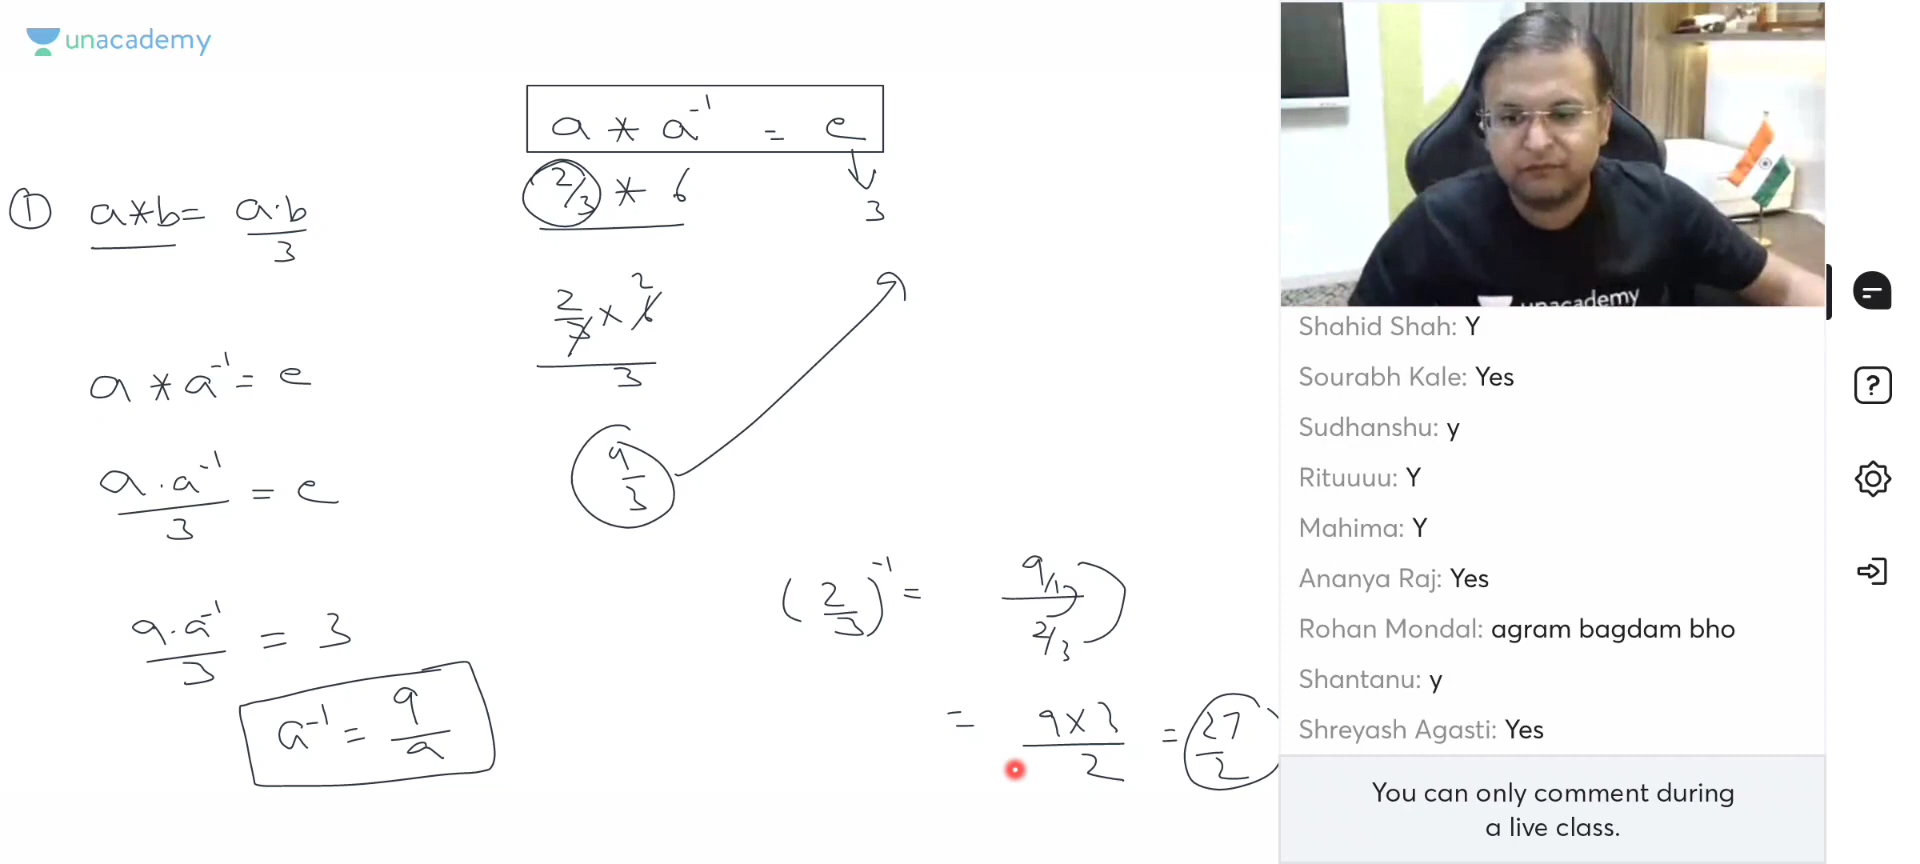 unacademy
a * a⁻¹ = e
3
2/3 * 6
① a*b = a·b/3
2/3 × 6 2
3
a * a⁻¹ = e
9/3
a·a⁻¹/3 = e
(2/3)⁻¹ = 9/ 2/3
a·a⁻¹/3 = 3
a⁻¹ = 9/a
= 9×3/2 = 27/2
unacademy
Shahid Shah: Y
Sourabh Kale: Yes
Sudhanshu: y
Rituuuu: Y
Mahima: Y
Ananya Raj: Yes
Rohan Mondal: agram bagdam bho
Shantanu: y
Shreyash Agasti: Yes
You can only comment during
a live class.